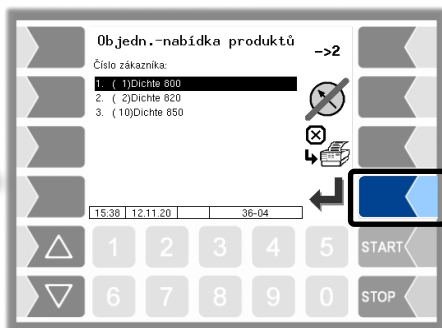 Objedn.-nabídka produktů
->2
Číslo zákazníka:
1. ( 1)Dichte 800
2. ( 2)Dichte 820
3. ( 10)Dichte 850
15:38 12.11.20 36-04
1 2 3 4 5 START
6 7 8 9 0 STOP